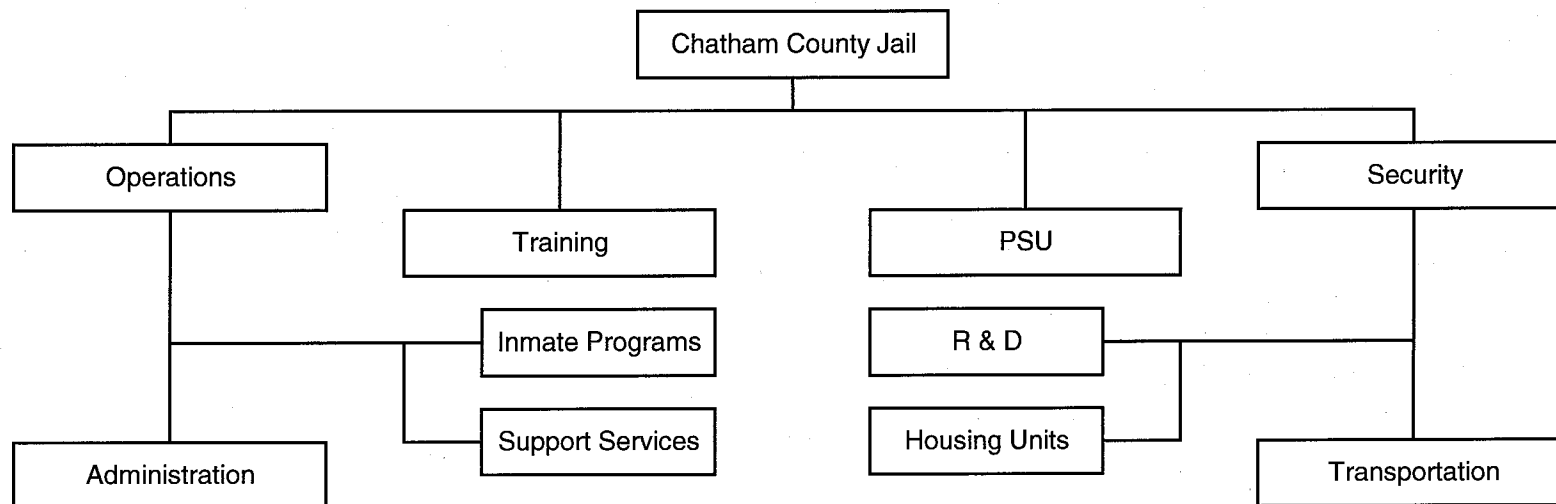 Chatham County Jail
Operations
Security
Training
PSU
Inmate Programs
R & D
Support Services
Housing Units
Administration
Transportation